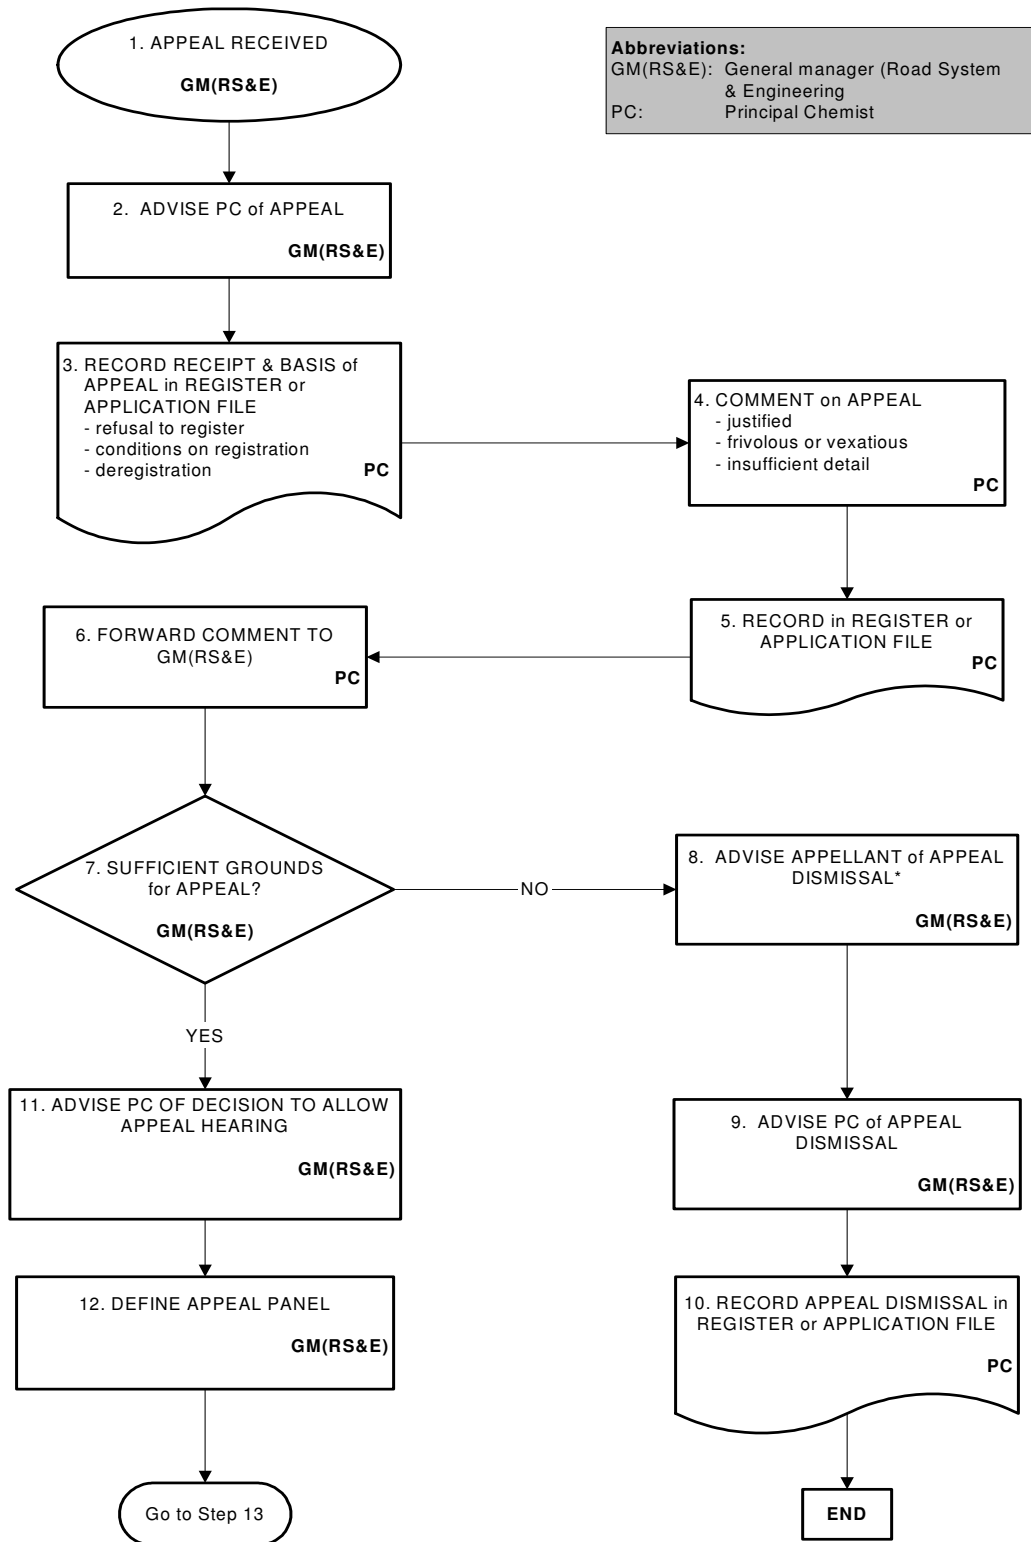 1. APPEAL RECEIVED
GM(RS&E)
Abbreviations:
GM(RS&E): General manager (Road System
& Engineering
PC: Principal Chemist
2. ADVISE PC of APPEAL
GM(RS&E)
3. RECORD RECEIPT & BASIS of
APPEAL in REGISTER or
APPLICATION FILE
- refusal to register
- conditions on registration
- deregistration
PC
4. COMMENT on APPEAL
- justified
- frivolous or vexatious
- insufficient detail
PC
5. RECORD in REGISTER or
APPLICATION FILE
PC
6. FORWARD COMMENT TO
GM(RS&E)
PC
7. SUFFICIENT GROUNDS
for APPEAL?
GM(RS&E)
NO
8. ADVISE APPELLANT of APPEAL
DISMISSAL*
GM(RS&E)
YES
9. ADVISE PC of APPEAL
DISMISSAL
GM(RS&E)
10. RECORD APPEAL DISMISSAL in
REGISTER or APPLICATION FILE
PC
END
11. ADVISE PC OF DECISION TO ALLOW
APPEAL HEARING
GM(RS&E)
12. DEFINE APPEAL PANEL
GM(RS&E)
Go to Step 13